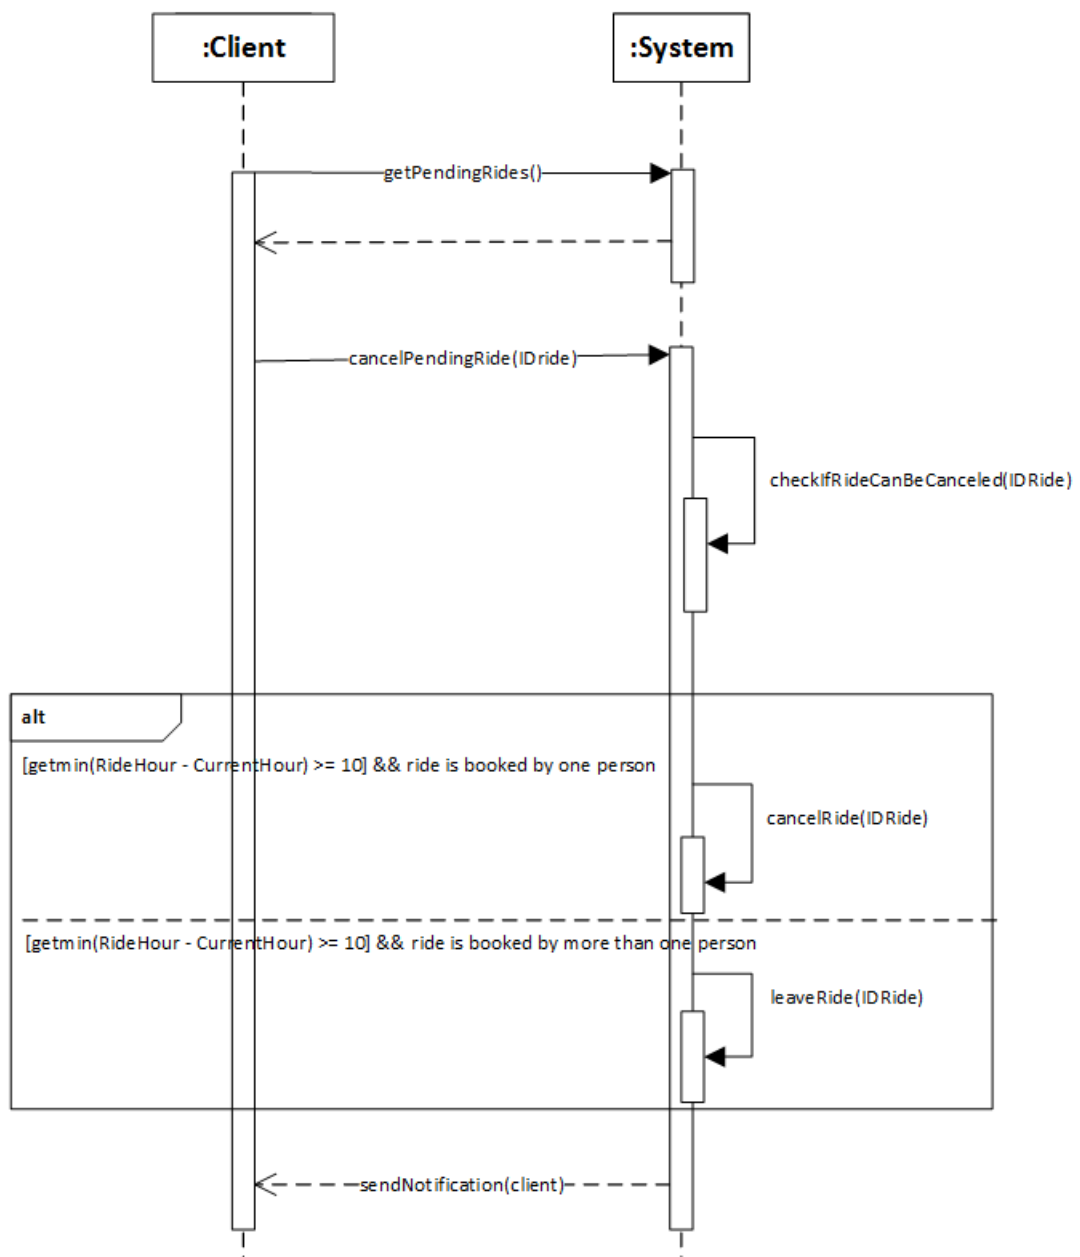 :Client
:System
getPendingRides()
cancelPendingRide(IDride)
checkIfRideCanBeCanceled(IDRide)
alt
[getmin(RideHour - CurrentHour) >= 10] && ride is booked by one person
cancelRide(IDRide)
[getmin(RideHour - CurrentHour) >= 10] && ride is booked by more than one person
leaveRide(IDRide)
sendNotification(client)